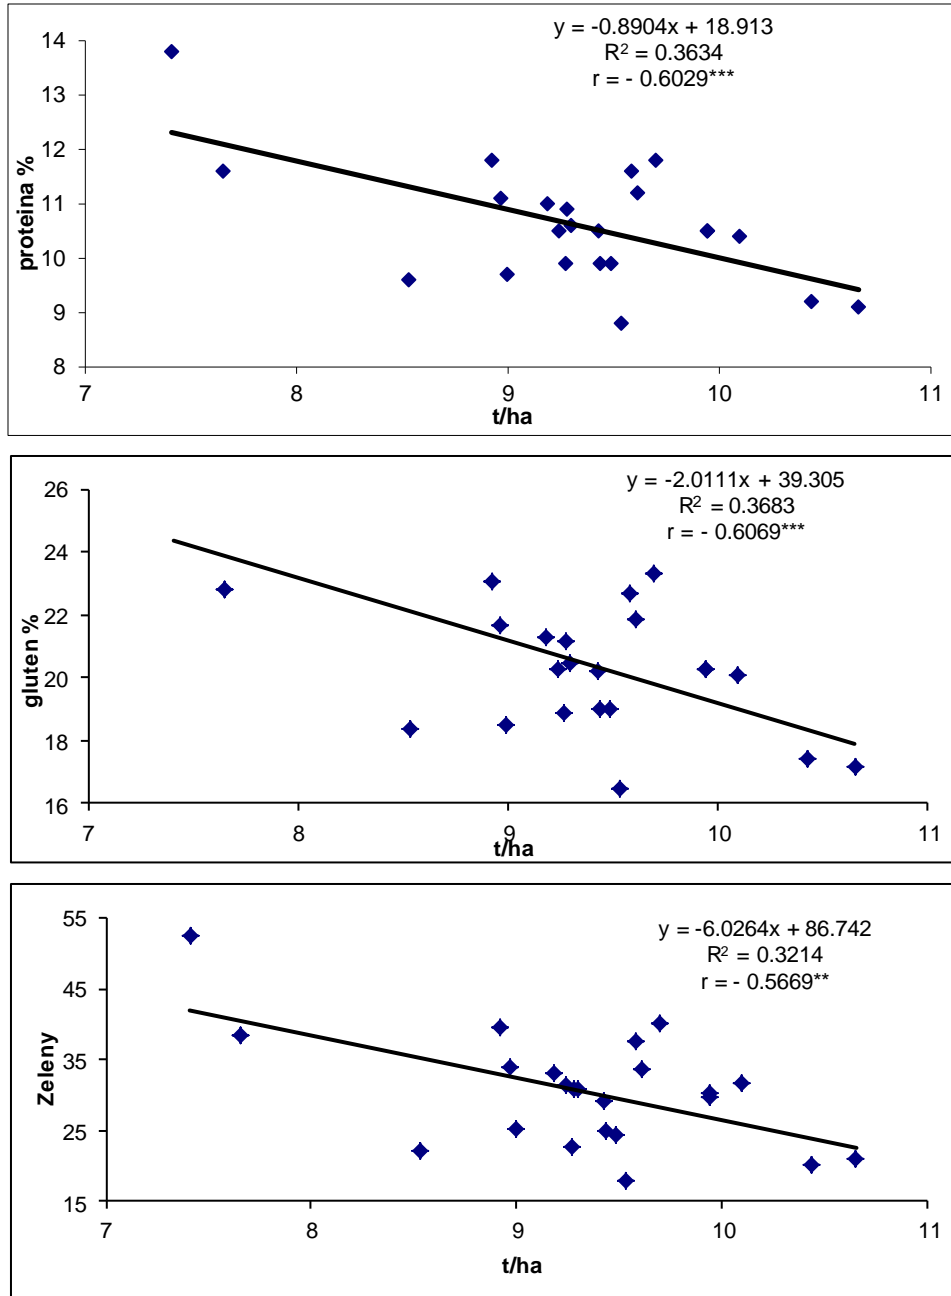 y = -0.8904x + 18.913
R² = 0.3634
r = - 0.6029***
14
13
12
11
10
9
8
proteina %
7 8 9 10 11
t/ha
y = -2.0111x + 39.305
R² = 0.3683
r = - 0.6069***
26
24
22
20
18
16
gluten %
7 8 9 10 11
t/ha
y = -6.0264x + 86.742
R² = 0.3214
r = - 0.5669**
55
45
35
25
15
Zeleny
7 8 9 10 11
t/ha